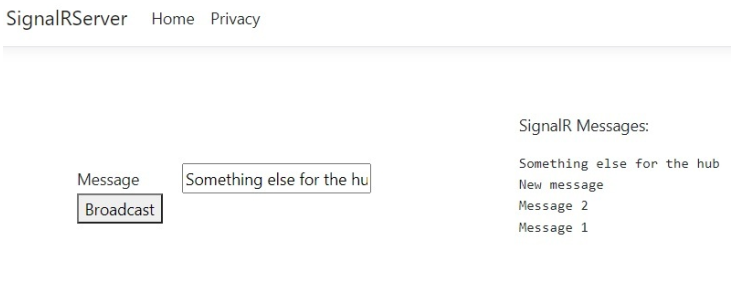 SignalRServer Home Privacy
SignalR Messages:
Something else for the hub
New message
Message 2
Message 1
Message Something else for the hu
Broadcast